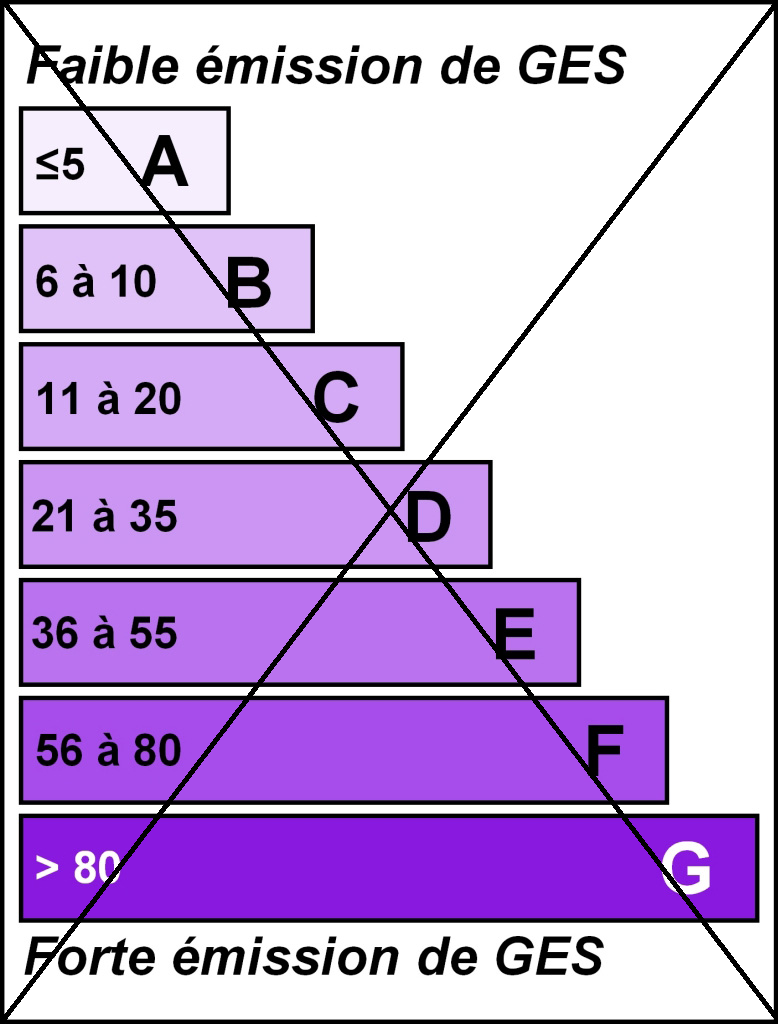 Faible émission de GES
≤5 A
6 à 10 B
11 à 20 C
21 à 35 D
36 à 55 E
56 à 80 F
> 80 G
Forte émission de GES